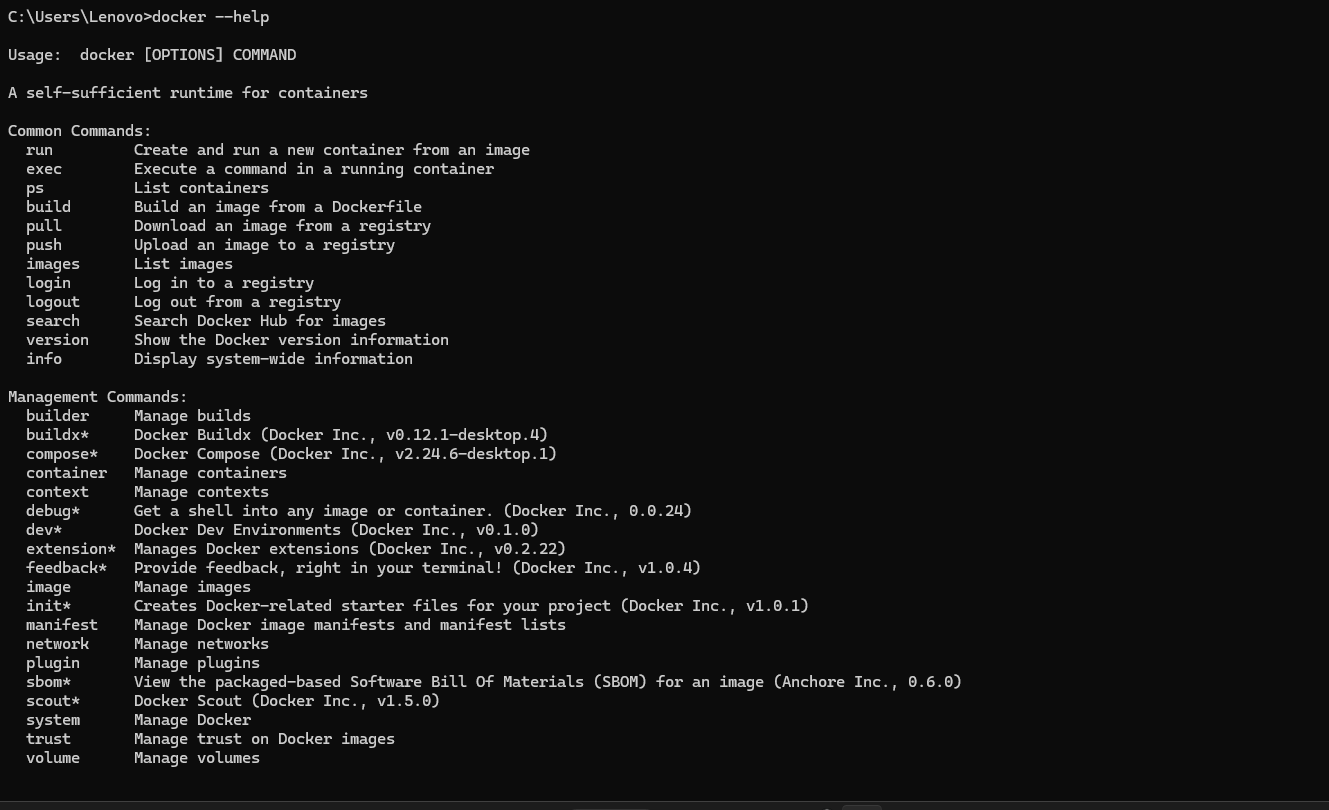 C:\Users\Lenovo>docker --help
Usage:  docker [OPTIONS] COMMAND
A self-sufficient runtime for containers
Common Commands:
  run         Create and run a new container from an image
  exec        Execute a command in a running container
  ps          List containers
  build       Build an image from a Dockerfile
  pull        Download an image from a registry
  push        Upload an image to a registry
  images      List images
  login       Log in to a registry
  logout      Log out from a registry
  search      Search Docker Hub for images
  version     Show the Docker version information
  info        Display system-wide information
Management Commands:
  builder     Manage builds
  buildx*     Docker Buildx (Docker Inc., v0.12.1-desktop.4)
  compose*    Docker Compose (Docker Inc., v2.24.6-desktop.1)
  container   Manage containers
  context     Manage contexts
  debug*      Get a shell into any image or container. (Docker Inc., 0.0.24)
  dev*        Docker Dev Environments (Docker Inc., v0.1.0)
  extension*  Manages Docker extensions (Docker Inc., v0.2.22)
  feedback*   Provide feedback, right in your terminal! (Docker Inc., v1.0.4)
  image       Manage images
  init*       Creates Docker-related starter files for your project (Docker Inc., v1.0.1)
  manifest    Manage Docker image manifests and manifest lists
  network     Manage networks
  plugin      Manage plugins
  sbom*       View the packaged-based Software Bill Of Materials (SBOM) for an image (Anchore Inc., 0.6.0)
  scout*      Docker Scout (Docker Inc., v1.5.0)
  system      Manage Docker
  trust       Manage trust on Docker images
  volume      Manage volumes